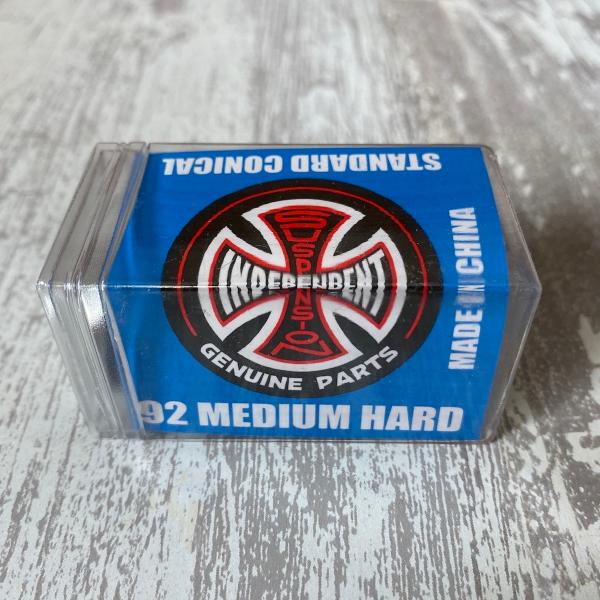 STANDARD CONICAL
SUSPENSION
INDEPENDENT
GENUINE PARTS
MADE IN CHINA
92 MEDIUM HARD